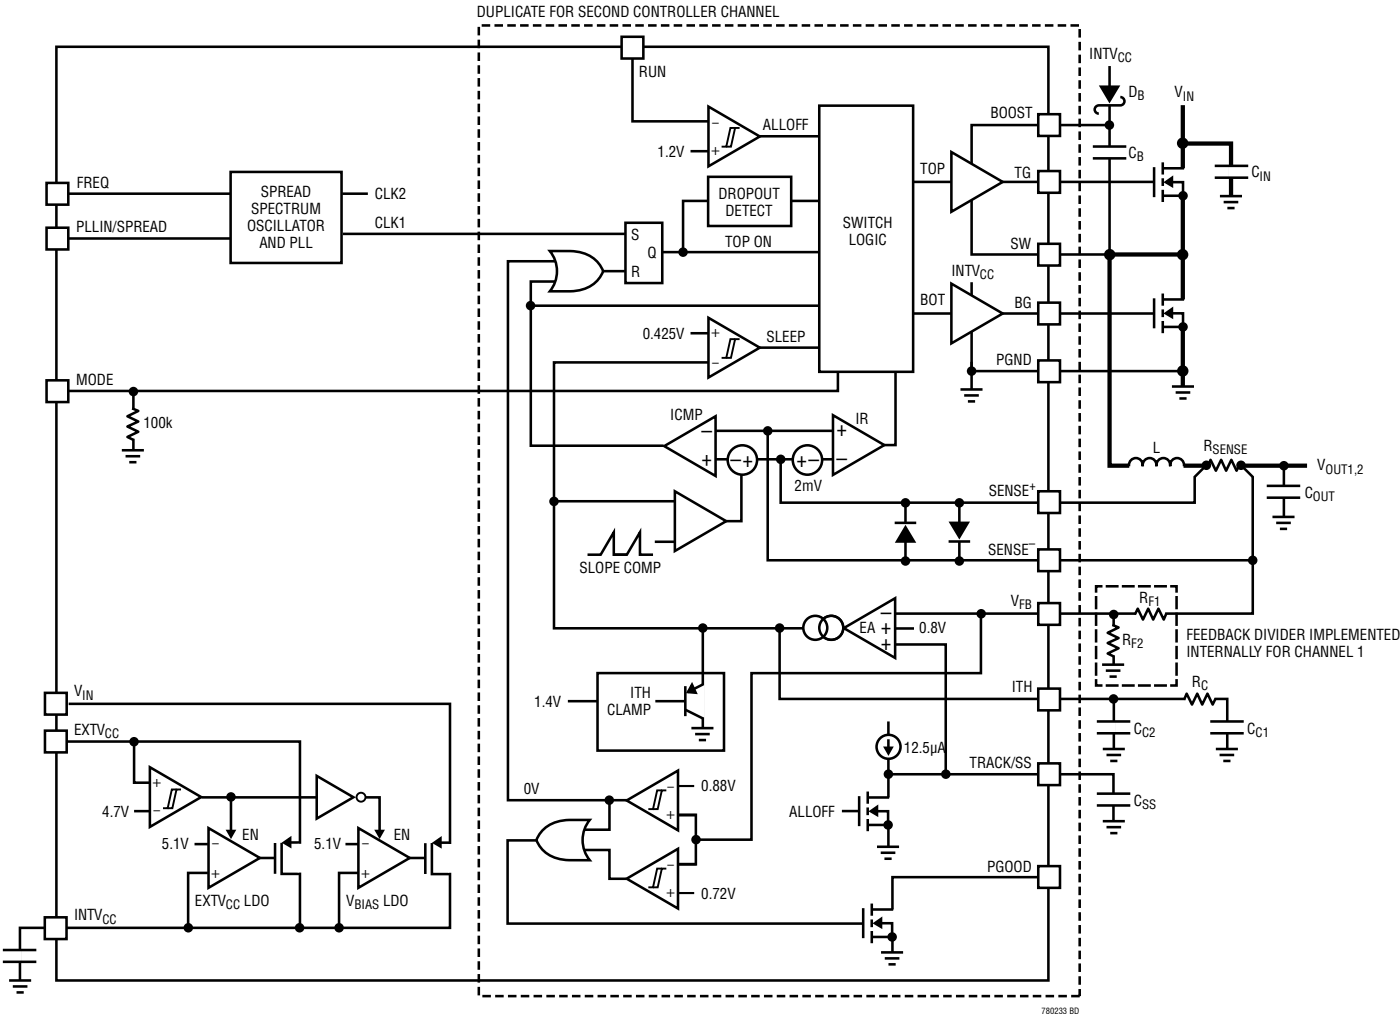 DUPLICATE FOR SECOND CONTROLLER CHANNEL
RUN
INTVCC
DB
VIN
BOOST
ALLOFF
1.2V
–
+
CB
CIN
FREQ
SPREAD
SPECTRUM
OSCILLATOR
AND PLL
CLK2
CLK1
PLLIN/SPREAD
DROPOUT
DETECT
SWITCH
LOGIC
TOP
TG
S
Q
R
TOP ON
SW
INTVCC
BOT
BG
0.425V
+
–
SLEEP
PGND
MODE
100k
ICMP
–
+
– +
+ –
2mV
IR
+
–
L
RSENSE
VOUT1,2
COUT
SENSE+
SLOPE COMP
SENSE–
VFB
RF1
RF2
FEEDBACK DIVIDER IMPLEMENTED
INTERNALLY FOR CHANNEL 1
EA
–
+
+
0.8V
1.4V
ITH
CLAMP
ITH
RC
CC2
CC1
VIN
EXTVCC
+
–
4.7V
12.5µA
TRACK/SS
CSS
ALLOFF
0V
0.88V
–
+
–
+
0.72V
5.1V
–
+
EN
EXTVCC LDO
5.1V
–
+
EN
VBIAS LDO
PGOOD
INTVCC
780233 BD